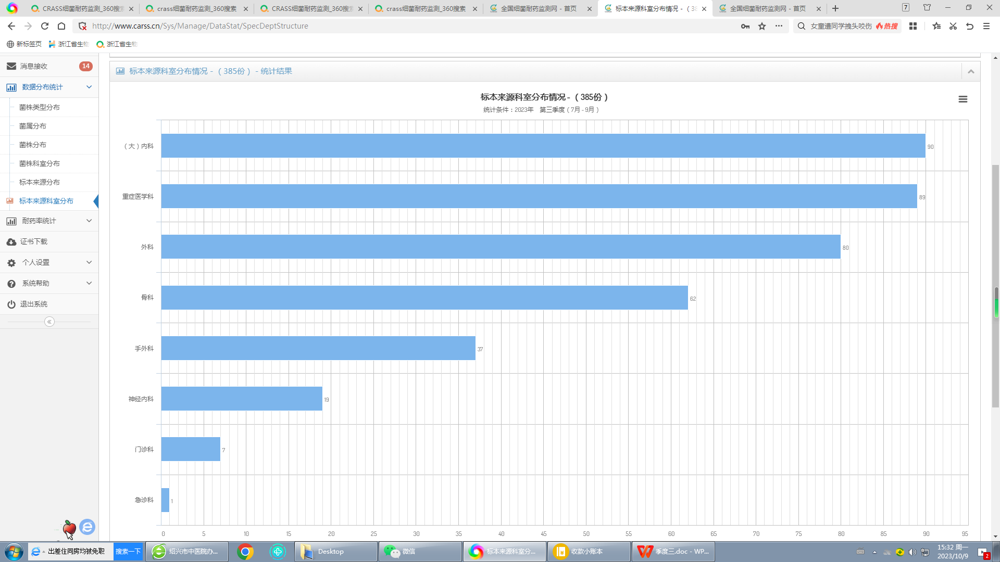 CRASS细菌耐药监测_360搜索
crass细菌耐药监测_360搜索
CRASS细菌耐药监测_360搜索
crass细菌耐药监测_360搜索
全国细菌耐药监测网 - 首页
标本来源科室分布情况 - （38
全国细菌耐药监测网 - 首页
7
http://www.carss.cn/Sys/Manage/DataStat/SpecDeptStructure
女童遭同学拽头咬伤
热搜
新标签页
浙江省生物
浙江省生物
消息接收
14
数据分布统计
菌株类型分布
菌属分布
菌株分布
菌株科室分布
标本来源分布
标本来源科室分布
耐药率统计
证书下载
个人设置
系统帮助
退出系统
标本来源科室分布情况 - （385份） - 统计结果
标本来源科室分布情况 - （385份）
统计条件：2023年 第三季度（7月 - 9月）
（大）内科
90
重症医学科
89
外科
80
骨科
62
手外科
37
神经内科
19
门诊科
7
急诊科
1
0 5 10 15 20 25 30 35 40 45 50 55 60 65 70 75 80 85 90 95
出差住同房均被免职
搜索一下
绍兴市中医院办...
Desktop
微信
标本来源科室分...
收款小账本
季度三.doc - WP...
15:32 周一
2023/10/9
2